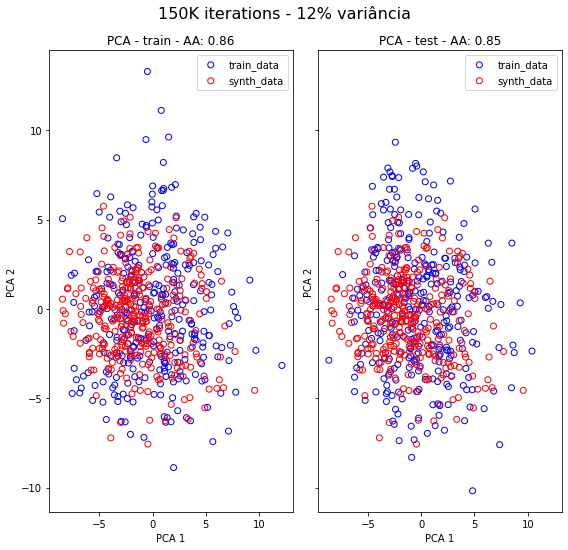 150K iterations - 12% variância
PCA - train - AA: 0.86
PCA - test - AA: 0.85
train_data
synth_data
train_data
synth_data
PCA 2
10
5
0
−5
−10
PCA 2
−5
0
5
10
−5
0
5
10
PCA 1
PCA 1